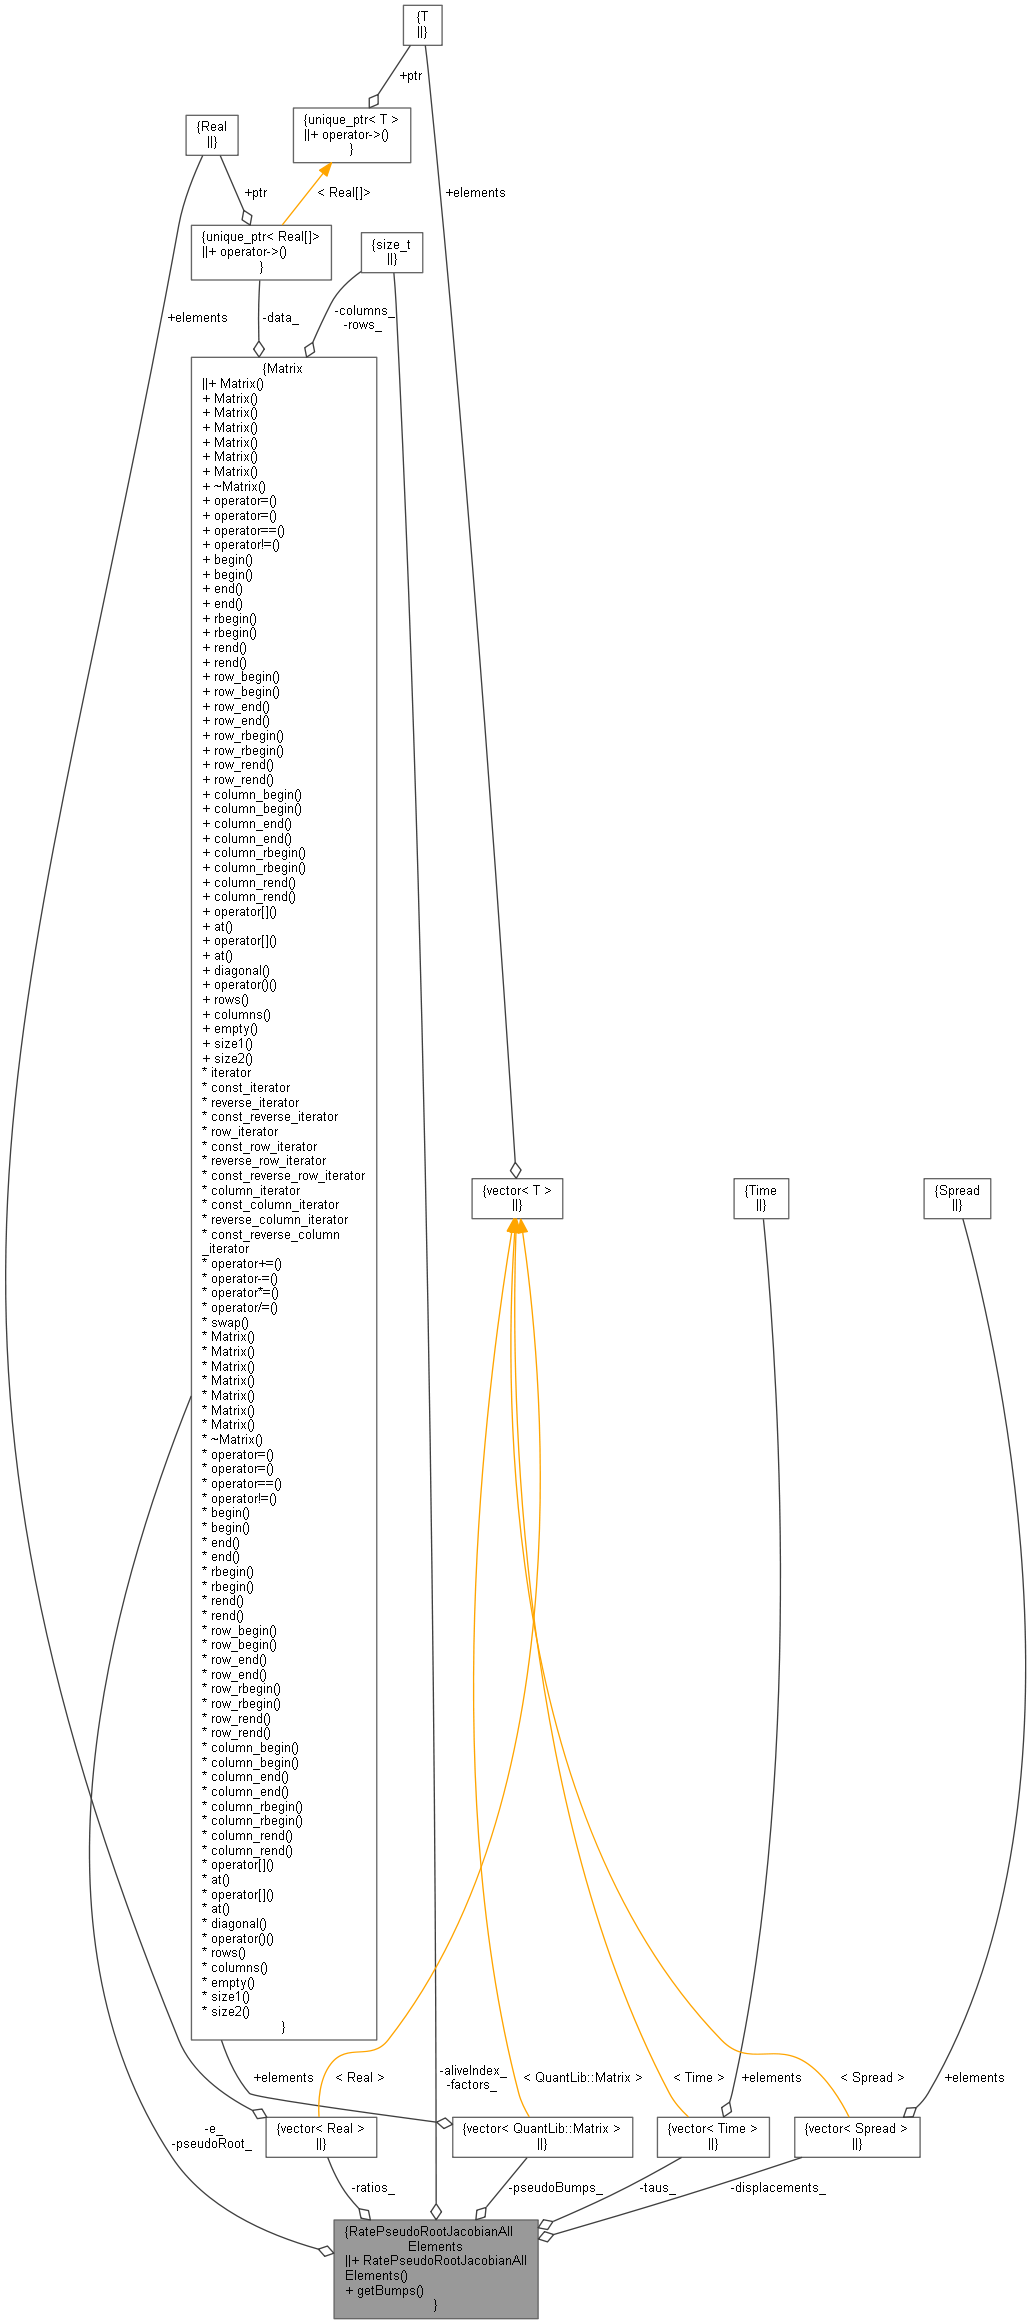 {T
||}
+ptr
{unique_ptr< T >
||+ operator->()
}
{Real
||}
+ptr
< Real[]>
+elements
{unique_ptr< Real[]>
||+ operator->()
}
{size_t
||}
+elements
-data_
-columns_
-rows_
{Matrix
||+ Matrix()
+ Matrix()
+ Matrix()
+ Matrix()
+ Matrix()
+ Matrix()
+ Matrix()
+ ~Matrix()
+ operator=()
+ operator=()
+ operator==()
+ operator!=()
+ begin()
+ begin()
+ end()
+ end()
+ rbegin()
+ rbegin()
+ rend()
+ rend()
+ row_begin()
+ row_begin()
+ row_end()
+ row_end()
+ row_rbegin()
+ row_rbegin()
+ row_rend()
+ row_rend()
+ column_begin()
+ column_begin()
+ column_end()
+ column_end()
+ column_rbegin()
+ column_rbegin()
+ column_rend()
+ column_rend()
+ operator[]()
+ at()
+ operator[]()
+ at()
+ diagonal()
+ operator()()
+ rows()
+ columns()
+ empty()
+ size1()
+ size2()
* iterator
* const_iterator
* reverse_iterator
* const_reverse_iterator
* row_iterator
* const_row_iterator
* reverse_row_iterator
* const_reverse_row_iterator
* column_iterator
* const_column_iterator
* reverse_column_iterator
* const_reverse_column
_iterator
* operator+=()
* operator-=()
* operator*=()
* operator/=()
* swap()
* Matrix()
* Matrix()
* Matrix()
* Matrix()
* Matrix()
* Matrix()
* Matrix()
* ~Matrix()
* operator=()
* operator=()
* operator==()
* operator!=()
* begin()
* begin()
* end()
* end()
* rbegin()
* rbegin()
* rend()
* rend()
* row_begin()
* row_begin()
* row_end()
* row_end()
* row_rbegin()
* row_rbegin()
* row_rend()
* row_rend()
* column_begin()
* column_begin()
* column_end()
* column_end()
* column_rbegin()
* column_rbegin()
* column_rend()
* column_rend()
* operator[]()
* at()
* operator[]()
* at()
* diagonal()
* operator()()
* rows()
* columns()
* empty()
* size1()
* size2()
}
{vector< T >
||}
{Time
||}
{Spread
||}
+elements
< Real >
-aliveIndex_
-factors_
< QuantLib::Matrix >
< Time >
+elements
< Spread >
+elements
-e_
-pseudoRoot_
{vector< Real >
||}
{vector< QuantLib::Matrix >
||}
{vector< Time >
||}
{vector< Spread >
||}
-ratios_
-pseudoBumps_
-taus_
-displacements_
{RatePseudoRootJacobianAll
Elements
||+ RatePseudoRootJacobianAll
Elements()
+ getBumps()
}